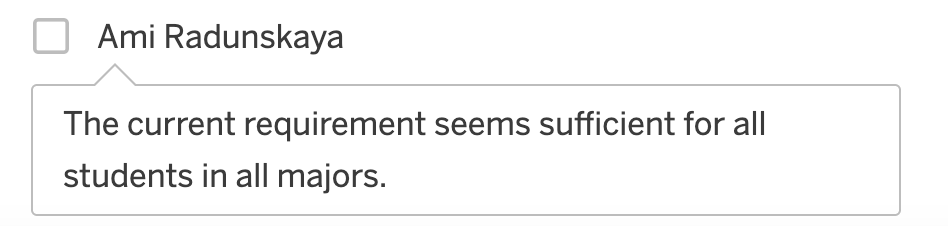 Ami Radunskaya
The current requirement seems sufficient for all
students in all majors.